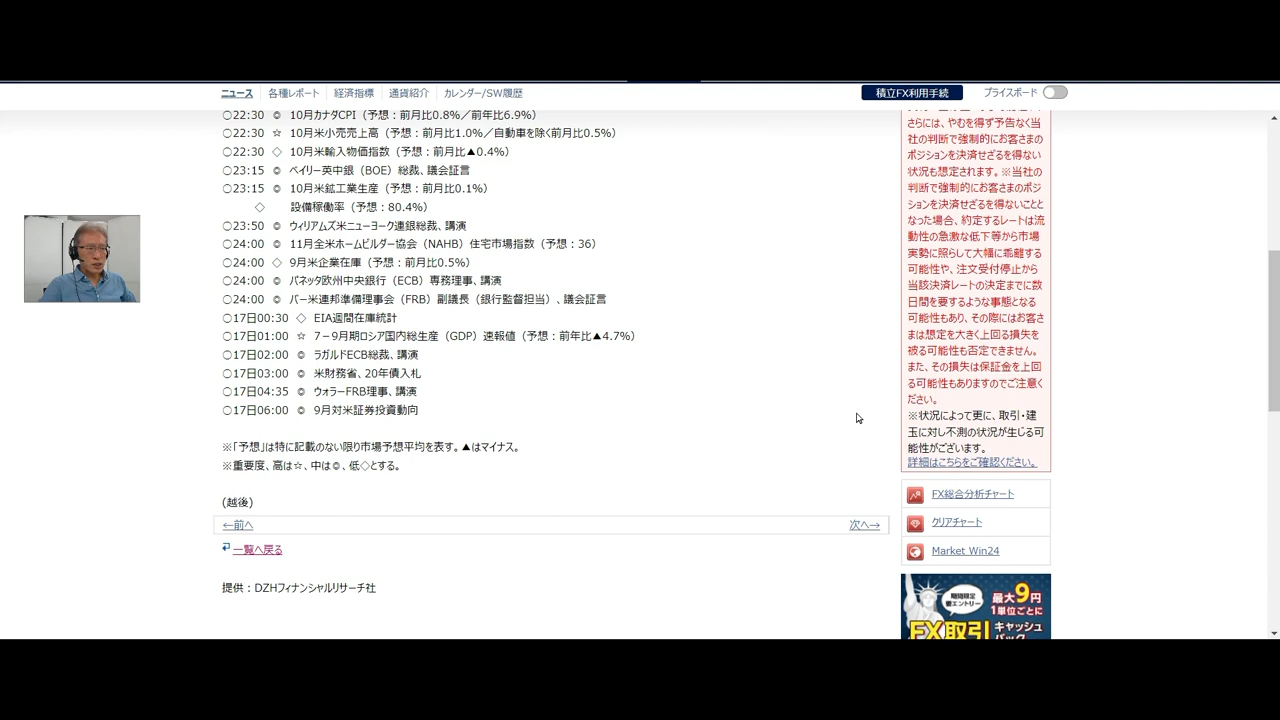 ニュース
各種レポート
経済指標
通貨紹介
カレンダー/SW履歴
積立FX利用手続
プライスボード
○22:30 ◎ 10月カナダCPI（予想：前月比0.8%／前年比6.9%）
○22:30 ☆ 10月米小売売上高（予想：前月比1.0%／自動車を除く前月比0.5%）
○22:30 ◇ 10月米輸入物価指数（予想：前月比▲0.4%）
○23:15 ◎ ベイリー英中銀（BOE）総裁、議会証言
○23:15 ◎ 10月米鉱工業生産（予想：前月比0.1%）
◇ 設備稼働率（予想：80.4%）
○23:50 ◎ ウィリアムズ米ニューヨーク連銀総裁、講演
○24:00 ◎ 11月全米ホームビルダー協会（NAHB）住宅市場指数（予想：36）
○24:00 ◇ 9月米企業在庫（予想：前月比0.5%）
○24:00 ◎ パネッタ欧州中央銀行（ECB）専務理事、講演
○24:00 ◎ バー米連邦準備理事会（FRB）副議長（銀行監督担当）、議会証言
○17日00:30 ◇ EIA週間在庫統計
○17日01:00 ☆ 7－9月期ロシア国内総生産（GDP）速報値（予想：前年比▲4.7%）
○17日02:00 ◎ ラガルドECB総裁、講演
○17日03:00 ◎ 米財務省、20年債入札
○17日04:35 ◎ ウォラーFRB理事、講演
○17日06:00 ◎ 9月対米証券投資動向
※「予想」は特に記載のない限り市場予想平均を表す。▲はマイナス。
※重要度、高は☆、中は◎、低◇とする。
(越後)
←前へ
次へ→
一覧へ戻る
提供：DZHフィナンシャルリサーチ社
さらには、やむを得ず予告なく当
社の判断で強制的にお客さまの
ポジションを決済せざるを得ない
状況も想定されます。※当社の
判断で強制的にお客さまのポジ
ションを決済せざるを得ないことと
なった場合、約定するレートは流
動性の急激な低下等から市場
実勢に照らして大幅に乖離する
可能性や、注文受付停止から
当該決済レートの決定までに数
日間を要するような事態となる
可能性もあり、その際にはお客さ
まは想定を大きく上回る損失を
被る可能性も否定できません。
また、その損失は保証金を上回
る可能性もありますのでご注意く
ださい。
※状況によって更に、取引・建
玉に対し不測の状況が生じる可
能性がございます。
詳細はこちらをご確認ください。
FX総合分析チャート
クリアチャート
Market Win24
期間限定
要エントリー
最大9円
1単位ごとに
FX取引
キャッシュ
バック